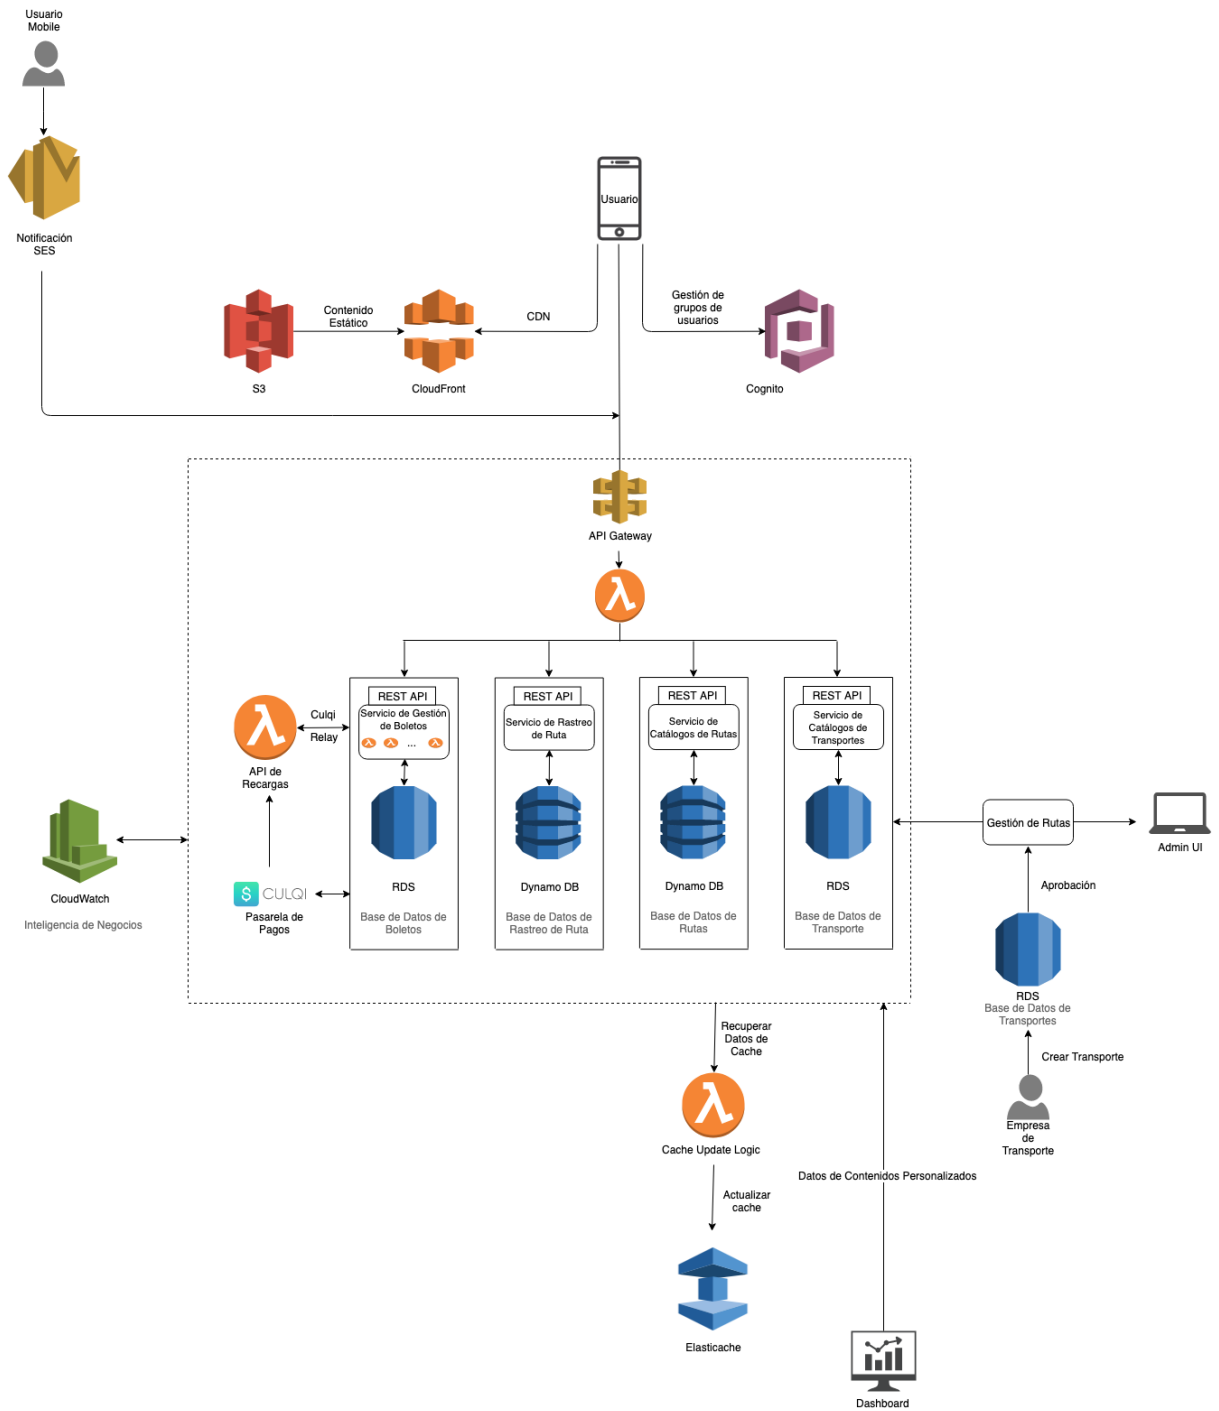 Usuario
Mobile
Notificación
SES
Usuario
Contenido
Estático
CDN
Gestión de
grupos de
usuarios
S3
CloudFront
Cognito
API Gateway
REST API
Servicio de Gestión
de Boletos
...
REST API
Servicio de Rastreo
de Ruta
REST API
Servicio de
Catálogos de Rutas
REST API
Servicio de
Catálogos de
Transportes
Culqi
Relay
API de
Recargas
CloudWatch
Inteligencia de Negocios
$ CULQI
Pasarela de
Pagos
RDS
Base de Datos de
Boletos
Dynamo DB
Base de Datos de
Rastreo de Ruta
Dynamo DB
Base de Datos de
Rutas
RDS
Base de Datos de
Transporte
Gestión de Rutas
Admin UI
Aprobación
RDS
Base de Datos de
Transportes
Crear Transporte
Empresa
de
Transporte
Recuperar
Datos de
Cache
Cache Update Logic
Datos de Contenidos Personalizados
Actualizar
cache
Elasticache
Dashboard